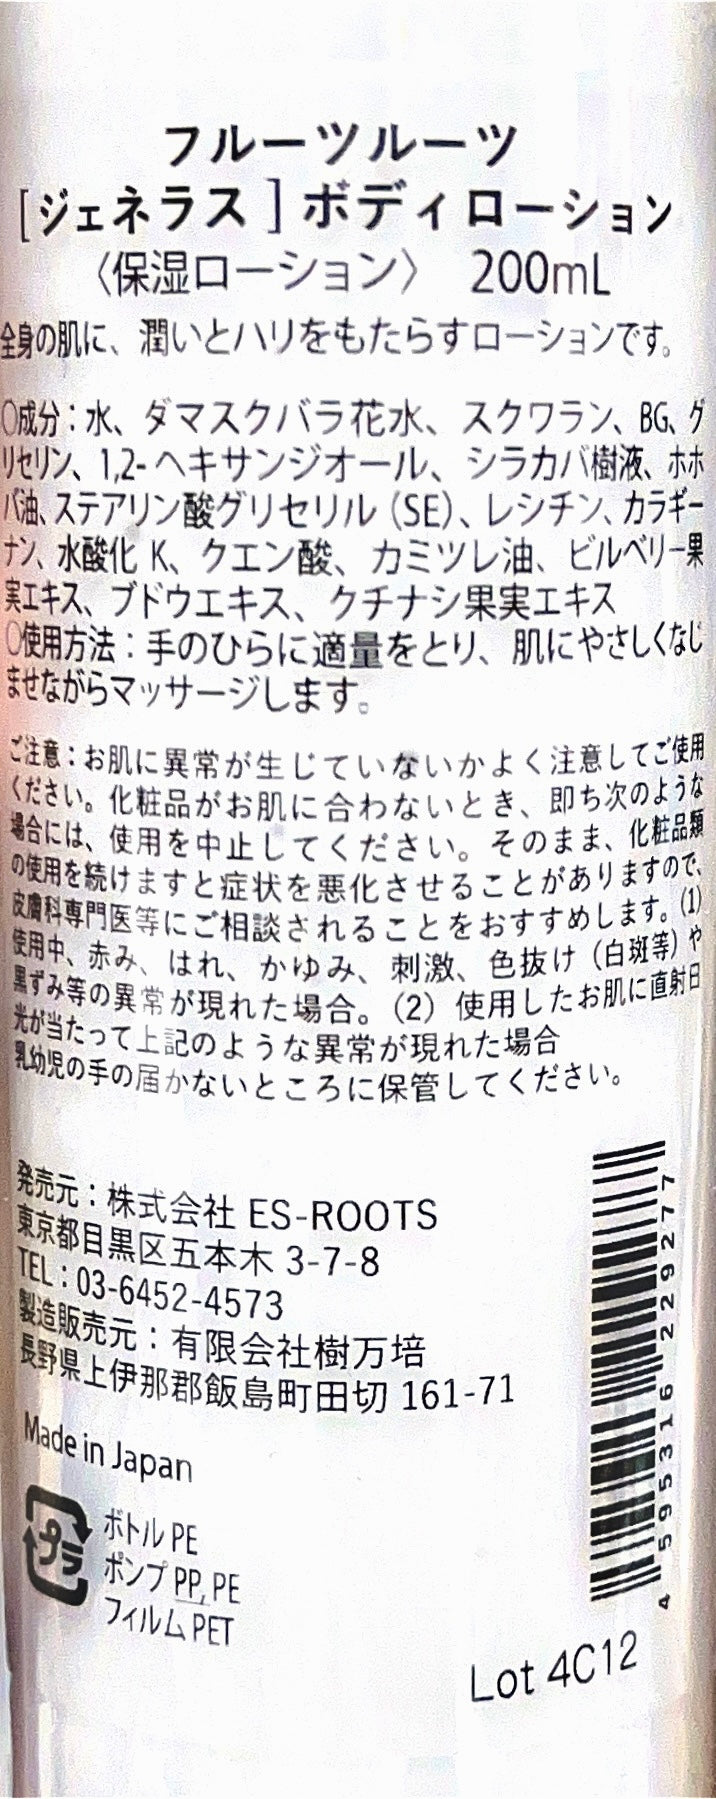 フルーツルーツ
[ジェネラス]ボディローション
〈保湿ローション〉 200mL
全身の肌に、潤いとハリをもたらすローションです。
○成分：水、ダマスクバラ花水、スクワラン、BG、グ
リセリン、1,2-ヘキサンジオール、シラカバ樹液、ホホ
バ油、ステアリン酸グリセリル（SE）、レシチン、カラギー
ナン、水酸化 K、クエン酸、カミツレ油、ビルベリー果
実エキス、ブドウエキス、クチナシ果実エキス
○使用方法：手のひらに適量をとり、肌にやさしくなじ
ませながらマッサージします。
ご注意：お肌に異常が生じていないかよく注意してご使用
ください。化粧品がお肌に合わないとき、即ち次のような
場合には、使用を中止してください。そのまま、化粧品類
の使用を続けますと症状を悪化させることがありますので、
皮膚科専門医等にご相談されることをおすすめします。(1)
使用中、赤み、はれ、かゆみ、刺激、色抜け（白斑等）や
黒ずみ等の異常が現れた場合。（2）使用したお肌に直射日
光が当たって上記のような異常が現れた場合
乳幼児の手の届かないところに保管してください。
発売元：株式会社 ES-ROOTS
東京都目黒区五本木 3-7-8
TEL：03-6452-4573
製造販売元：有限会社樹万培
長野県上伊那郡飯島町田切 161-71
Made in Japan
プラ
ボトル PE
ポンプ PP, PE
フィルム PET
4 595316 229277
Lot 4C12